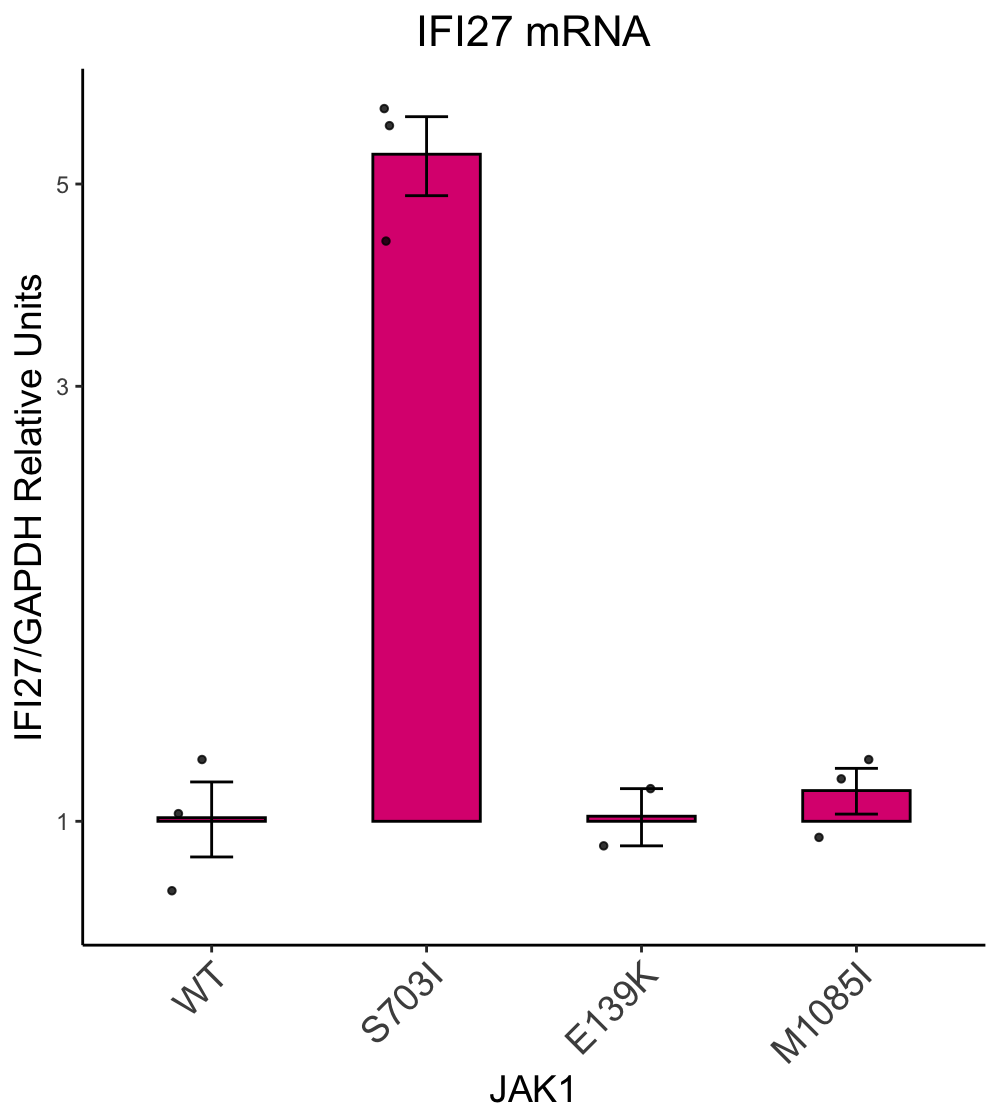 IFI27 mRNA
IFI27/GAPDH Relative Units
5
3
1
WT
S703I
E139K
M1085I
JAK1